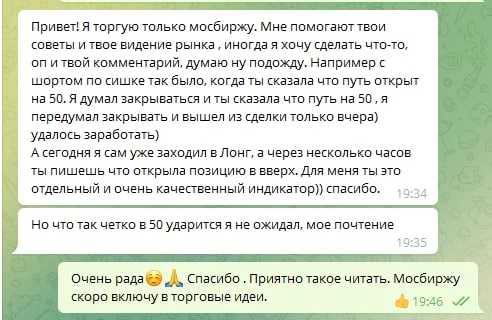 Привет! Я торгую только мосбиржу. Мне помогают твои
советы и твое видение рынка , иногда я хочу сделать что-то,
оп и твой комментарий, думаю ну подожду. Например с
шортом по сишке так было, когда ты сказала что путь открыт
на 50. Я думал закрываться и ты сказала что путь на 50 , я
передумал закрывать и вышел из сделки только вчера)
удалось заработать)
А сегодня я сам уже заходил в Лонг, а через несколько часов
ты пишешь что открыла позицию в вверх. Для меня ты это
отдельный и очень качественный индикатор)) спасибо. 19:34
Но что так четко в 50 ударится я не ожидал, мое почтение
19:35
Очень рада☺️🙏 Спасибо . Приятно такое читать. Мосбиржу
скоро включу в торговые идеи. 👍 19:46